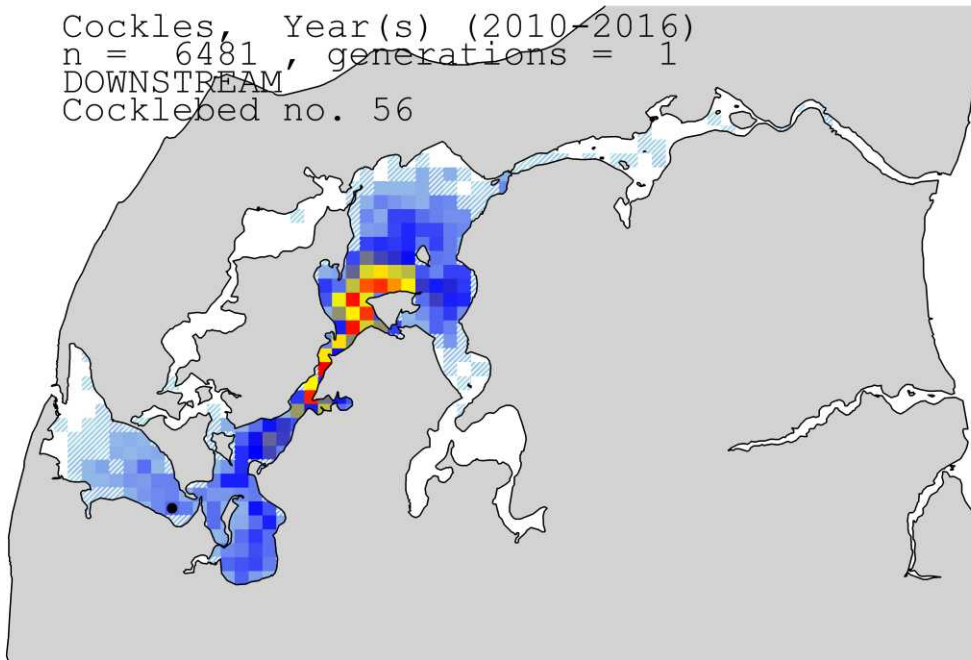 Cockles, Year(s) (2010-2016)
n = 6481 , generations = 1
DOWNSTREAM
Cocklebed no. 56